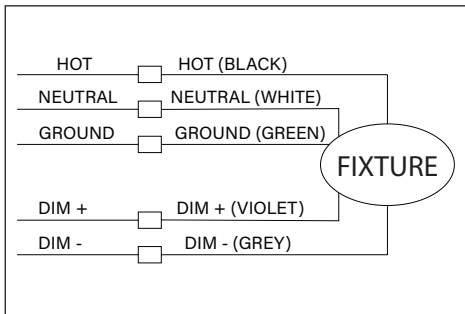 HOT HOT (BLACK)
NEUTRAL NEUTRAL (WHITE)
GROUND GROUND (GREEN)
FIXTURE
DIM + DIM + (VIOLET)
DIM - DIM - (GREY)